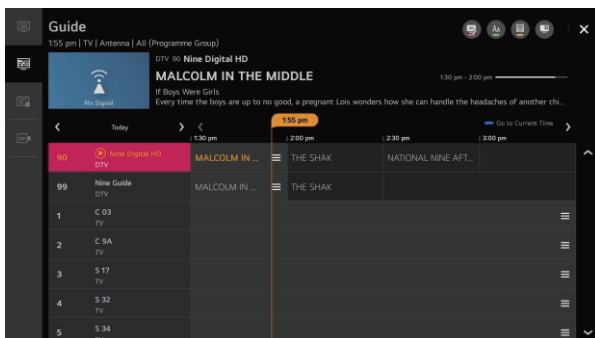 Guide
1:55 pm | TV | Antenna | All (Programme Group)
DTV 90 Nine Digital HD
MALCOLM IN THE MIDDLE
1:30 pm - 2:00 pm
If Boys Were Girls
Every time the boys are up to no good, a pregnant Lois wonders how she can handle the headaches of another chi...
No Signal
1:55 pm
Today
Go to Current Time
1:30 pm 2:00 pm 2:30 pm 3:00 pm
90 Nine Digital HD MALCOLM IN ... THE SHAK NATIONAL NINE AFT...
DTV
99 Nine Guide MALCOLM IN ... THE SHAK
DTV
1 C 03
TV
2 C 9A
TV
3 S 17
TV
4 S 32
TV
5 S 34